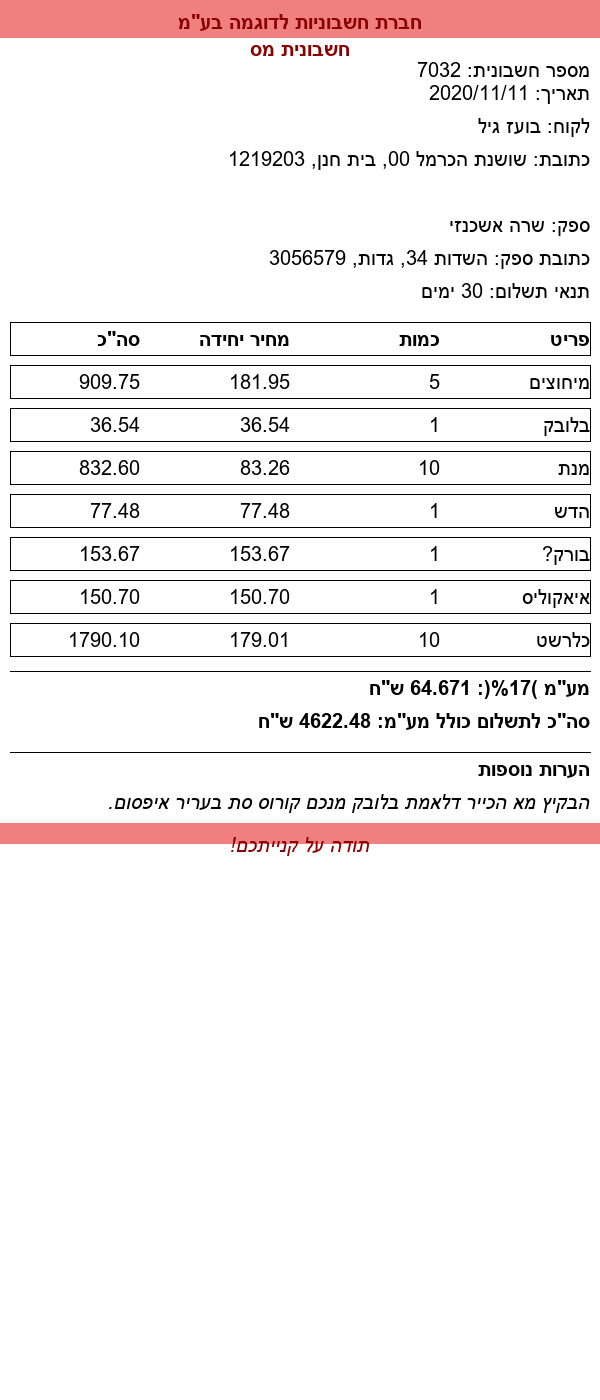 חברת חשבוניות לדוגמה בע"מ
חשבונית מס
מספר חשבונית: 7032
תאריך: 2020/11/11
לקוח: בועז גיל
כתובת: שושנת הכרמל 00, בית חנן, 1219203
ספק: שרה אשכנזי
כתובת ספק: השדות 34, גדות, 3056579
תנאי תשלום: 30 ימים
פריט כמות מחיר יחידה סה"כ
מיחוצים 5 181.95 909.75
בלובק 1 36.54 36.54
מנת 10 83.26 832.60
הדש 1 77.48 77.48
בורק? 1 153.67 153.67
איאקוליס 1 150.70 150.70
כלרשט 10 179.01 1790.10
מע"מ )17%(: 64.671 ש"ח
סה"כ לתשלום כולל מע"מ: 4622.48 ש"ח
הערות נוספות
הבקיץ מא הכייר דלאמת בלובק מנכם קורוס סת בעריר איפסום.
תודה על קנייתכם!